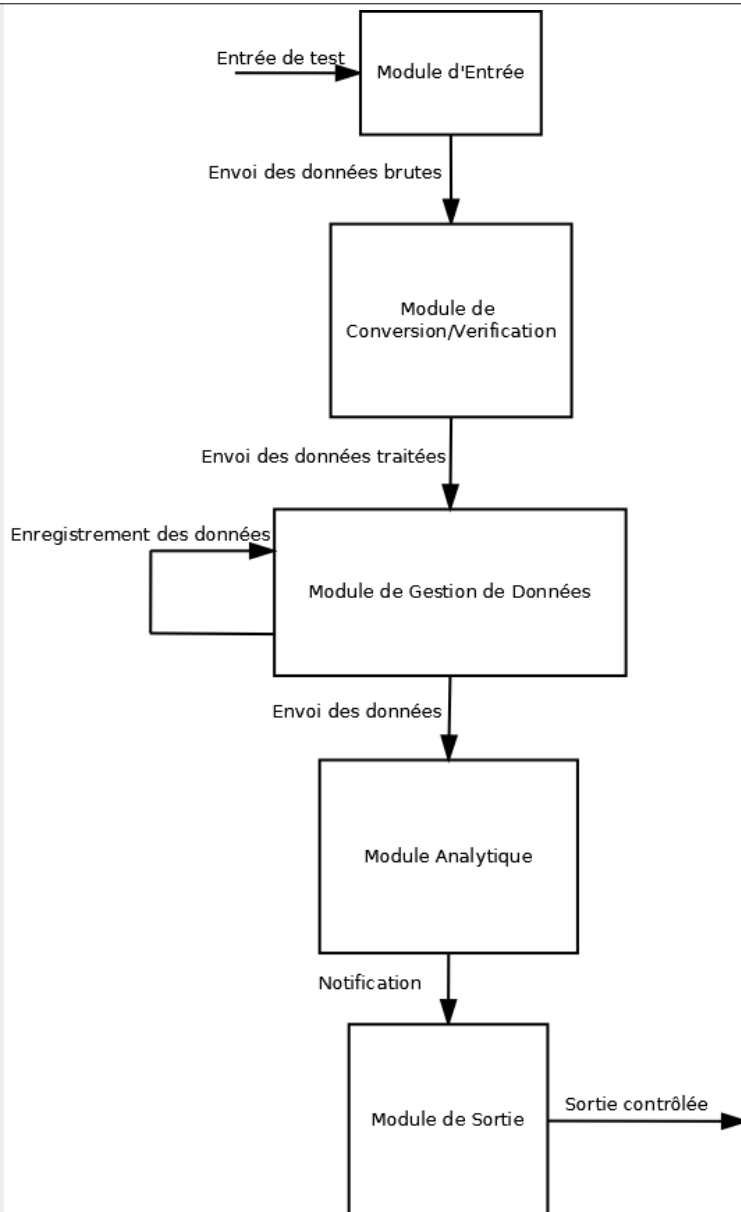 Entrée de test
Module d'Entrée
Envoi des données brutes
Module de
Conversion/Verification
Envoi des données traitées
Enregistrement des données
Module de Gestion de Données
Envoi des données
Module Analytique
Notification
Sortie contrôlée
Module de Sortie